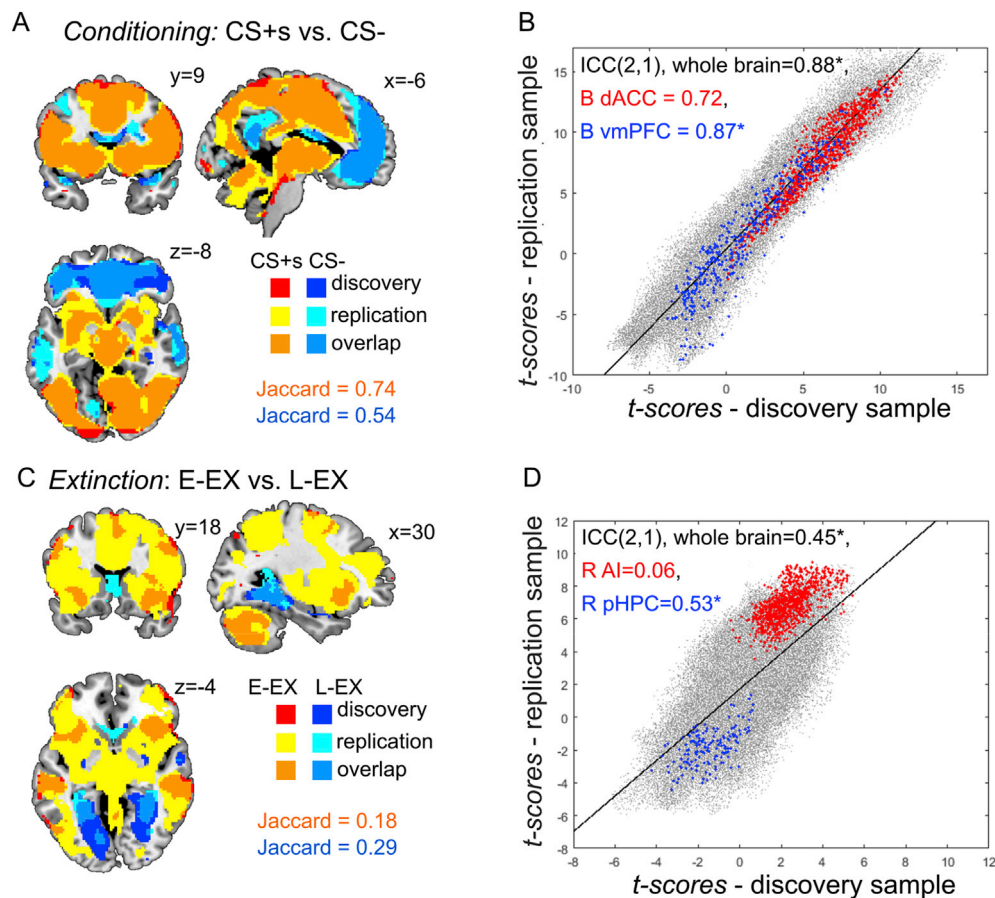 A
Conditioning: CS+s vs. CS-
y=9
x=-6
z=-8
CS+s CS-
discovery
replication
overlap
Jaccard = 0.74
Jaccard = 0.54
B
ICC(2,1), whole brain=0.88*,
B dACC = 0.72,
B vmPFC = 0.87*
t-scores - replication sample
15
10
5
0
-5
-10
-10 -5 0 5 10 15
t-scores - discovery sample
C
Extinction: E-EX vs. L-EX
y=18
x=30
z=-4
E-EX L-EX
discovery
replication
overlap
Jaccard = 0.18
Jaccard = 0.29
D
ICC(2,1), whole brain=0.45*,
R AI=0.06,
R pHPC=0.53*
t-scores - replication sample
12
10
8
6
4
2
0
-2
-4
-6
-8
-8 -6 -4 -2 0 2 4 6 8 10 12
t-scores - discovery sample